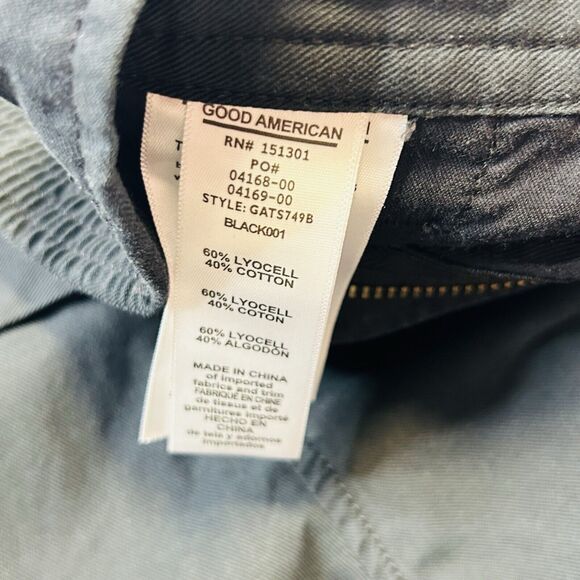 GOOD AMERICAN
RN# 151301
PO#
04168-00
04169-00
STYLE: GATS749B
BLACK001
60% LYOCELL
40% COTTON
60% LYOCELL
40% COTON
60% LYOCELL
40% ALGODÓN
MADE IN CHINA
of imported
fabrics and trim
FABRIQUÉ EN CHINE
de tissus et de
garnitures importé
HECHO EN CHINA
de tela y adornos
importados